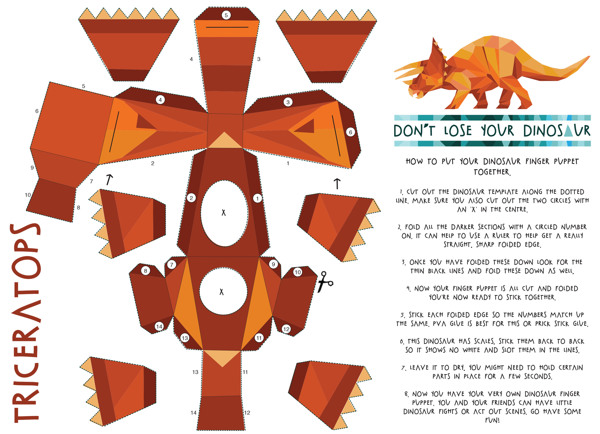 TRICERATOPS
5
4
3
4
3
5
6
6
9
10
7
8
2
1
2
1
X
8
7
9
10
X
14
13
10
11
12
11
13
14
12
DON'T LOSE YOUR DINOSAUR
HOW TO PUT YOUR DINOSAUR FINGER PUPPET
TOGETHER.
1. CUT OUT THE DINOSAUR TEMPLATE ALONG THE DOTTED
LINE, MAKE SURE YOU ALSO CUT OUT THE TWO CIRCLES WITH
AN 'X' IN THE CENTRE.
2. FOLD ALL THE DARKER SECTIONS WITH A CIRCLED NUMBER
ON, IT CAN HELP TO USE A RULER TO HELP GET A REALLY
STRAIGHT, SHARP FOLDED EDGE.
3. ONCE YOU HAVE FOLDED THESE DOWN LOOK FOR THE
THIN BLACK LINES AND FOLD THESE DOWN AS WELL.
4. NOW YOUR FINGER PUPPET IS ALL CUT AND FOLDED
YOU'RE NOW READY TO STICK TOGETHER.
5. STICK EACH FOLDED EDGE SO THE NUMBERS MATCH UP
THE SAME. PVA GLUE IS BEST FOR THIS OR PRICK STICK GLUE.
6. THIS DINOSAUR HAS SCALES, STICK THEM BACK TO BACK
SO IT SHOWS NO WHITE AND SLOT THEM IN THE LINES.
7. LEAVE IT TO DRY, YOU MIGHT NEED TO HOLD CERTAIN
PARTS IN PLACE FOR A FEW SECONDS.
8. NOW YOU HAVE YOUR VERY OWN DINOSAUR FINGER
PUPPET. YOU AND YOUR FRIENDS CAN HAVE LITTLE
DINOSAUR FIGHTS OR ACT OUT SCENES, GO HAVE SOME
FUN!